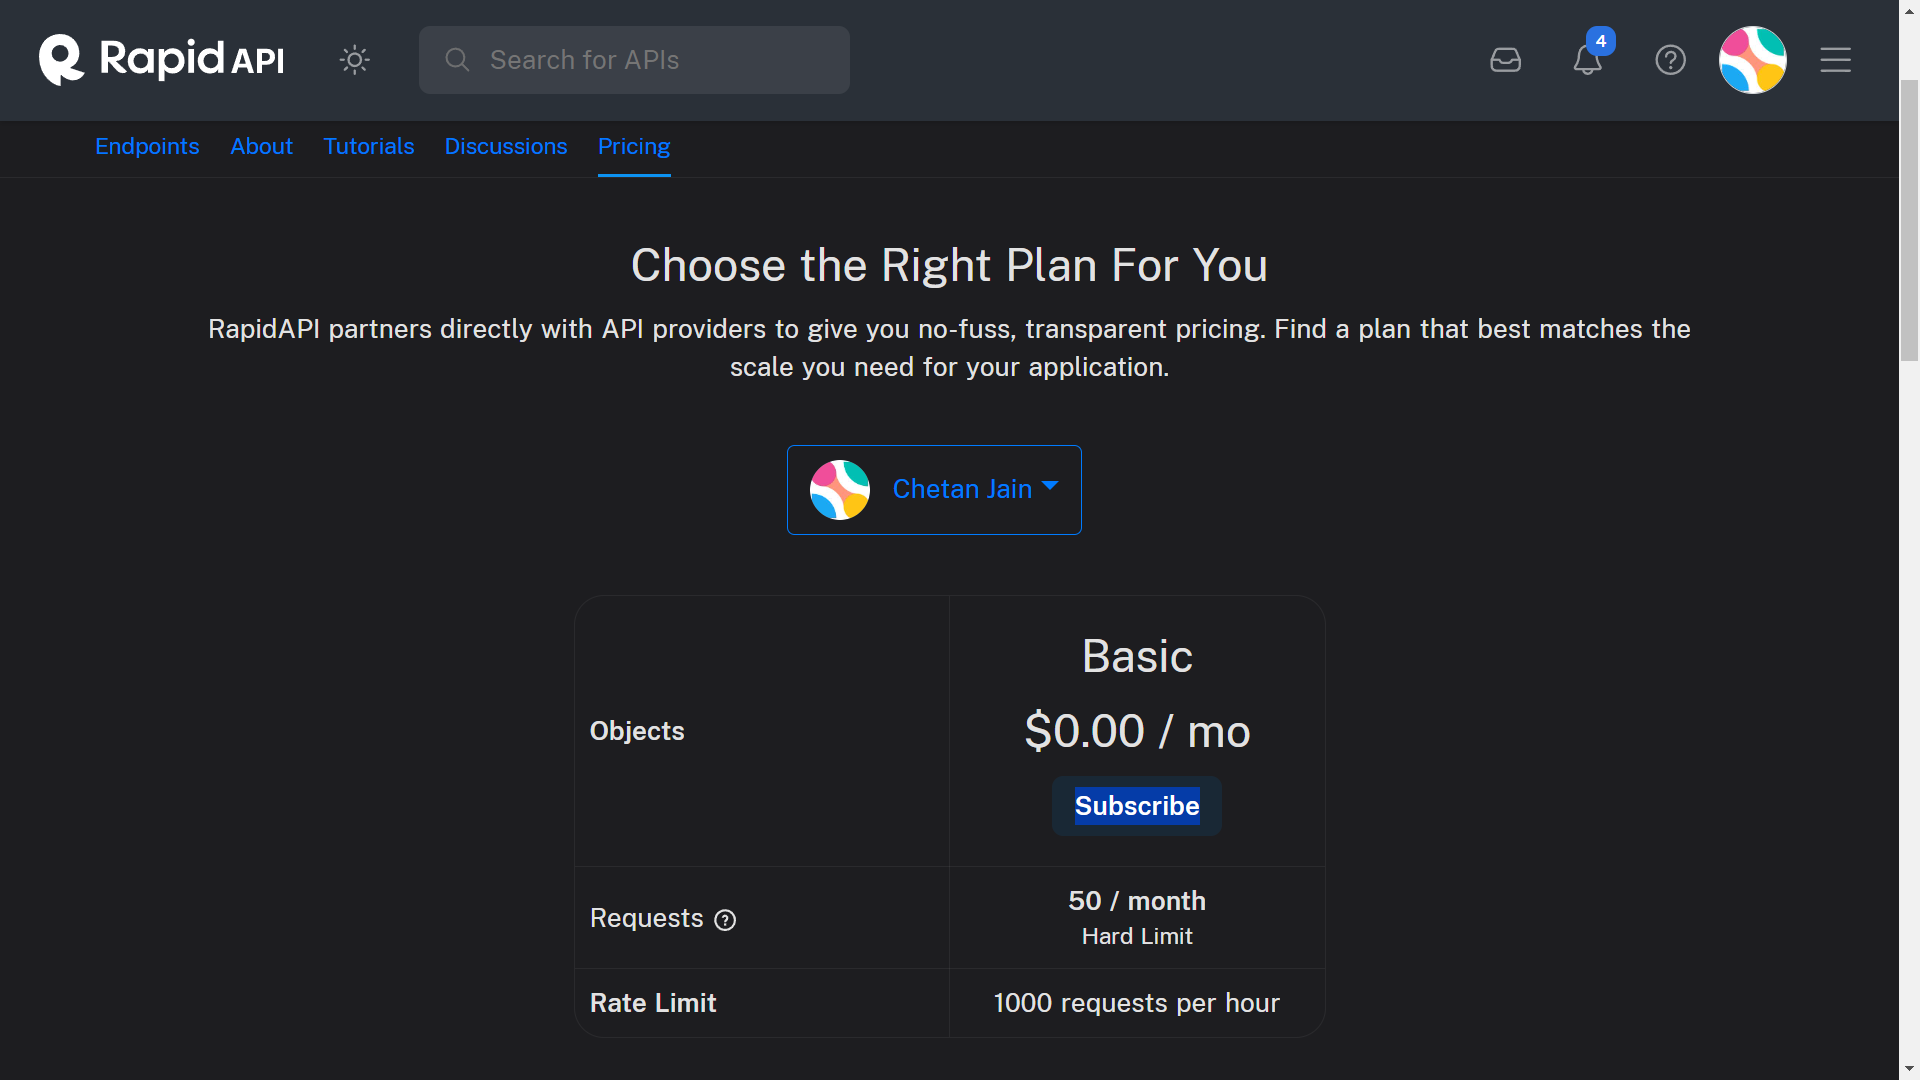 Rapid API
Search for APIs
4
Endpoints About Tutorials Discussions Pricing
Choose the Right Plan For You
RapidAPI partners directly with API providers to give you no-fuss, transparent pricing. Find a plan that best matches the
scale you need for your application.
Chetan Jain
Basic
$0.00 / mo
Objects
Subscribe
50 / month
Requests ?
Hard Limit
Rate Limit 1000 requests per hour